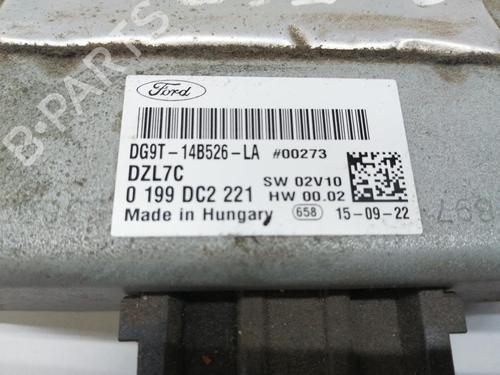 Ford
DG9T-14B526-LA #00273
DZL7C
0 199 DC2 221
SW 02V10
HW 00.02
Made in Hungary 658 15-09-22
B-PARTS